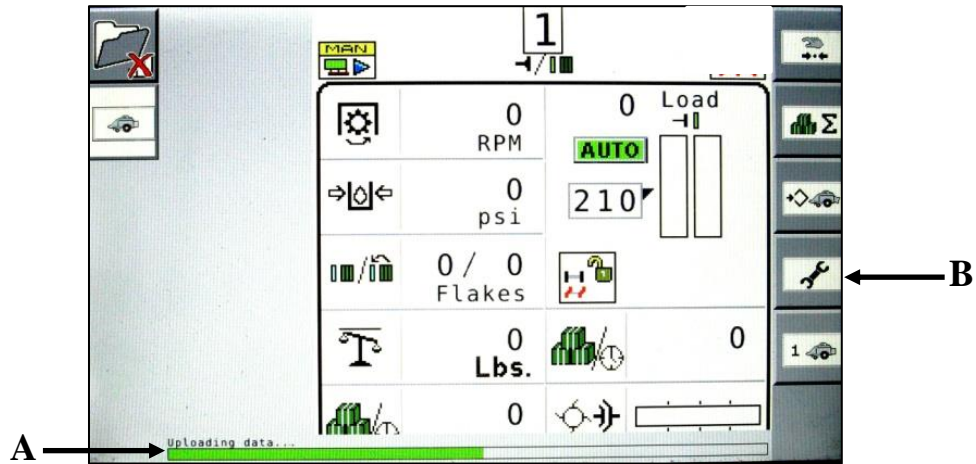 1
MAN
0
RPM
0
Load
AUTO
0
psi
210
Σ
0/ 0
Flakes
B
0
Lbs.
0
1
0
Uploading data...
A